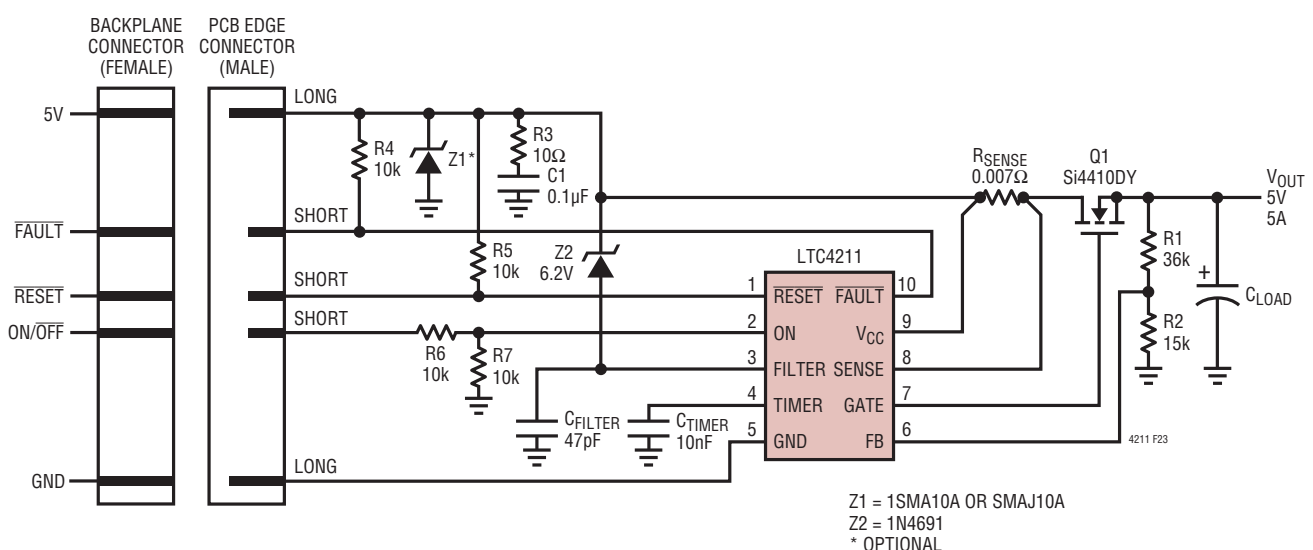 BACKPLANE
CONNECTOR
(FEMALE)
PCB EDGE
CONNECTOR
(MALE)
5V
FAULT
RESET
ON/OFF
GND
LONG
SHORT
SHORT
SHORT
LONG
R4
10k
Z1*
R3
10Ω
C1
0.1µF
R5
10k
Z2
6.2V
R6
10k
R7
10k
CFILTER
47pF
CTIMER
10nF
LTC4211
1
2
3
4
5
RESET
ON
FILTER
TIMER
GND
FAULT
VCC
SENSE
GATE
FB
10
9
8
7
6
RSENSE
0.007Ω
Q1
Si4410DY
VOUT
5V
5A
R1
36k
R2
15k
+
CLOAD
4211 F23
Z1 = 1SMA10A OR SMAJ10A
Z2 = 1N4691
* OPTIONAL